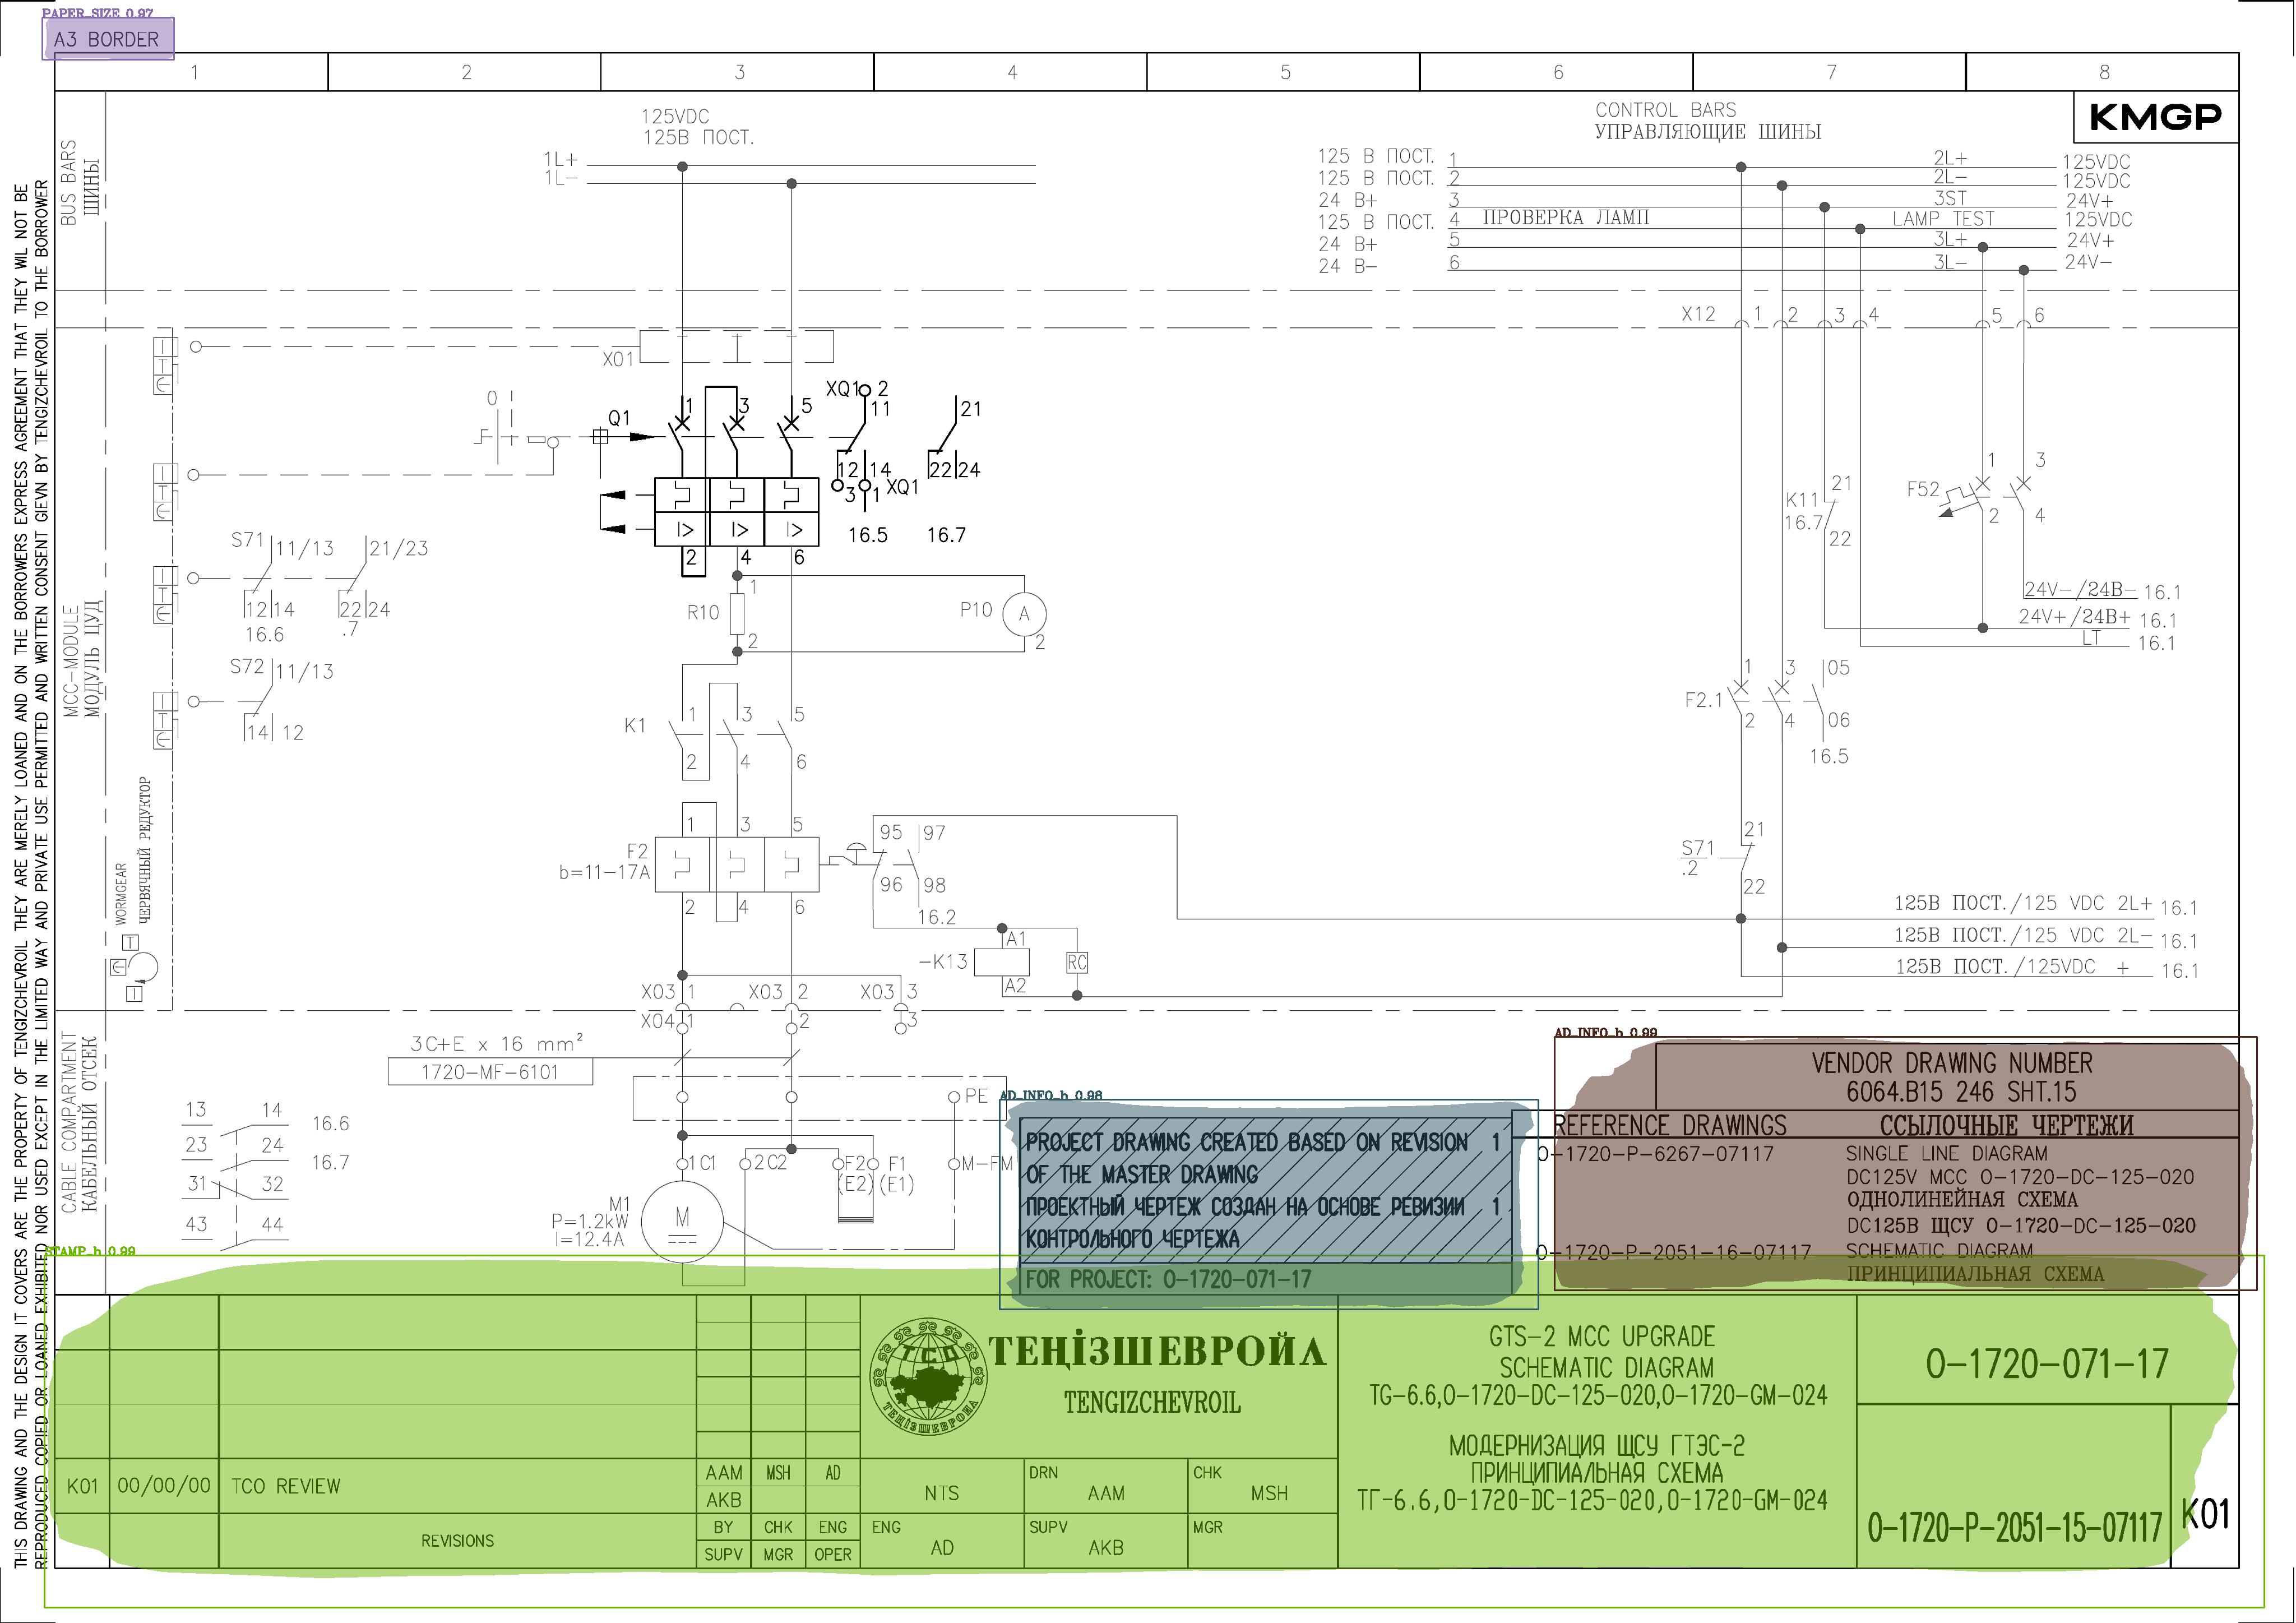 PAPER_SIZE 0.97
A3 BORDER
1 2 3 4 5 6 7 8
KMGP
THIS DRAWING AND THE DESIGN IT COVERS ARE THE PROPERTY OF TENGIZCHEVROIL THEY ARE MERELY LOANED AND ON THE BORROWERS EXPRESS AGREEMENT THAT THEY WIL NOT BE
REPRODUCED COPIED OR LOANED EXHIBITED NOR USED EXCEPT IN THE LIMITED WAY AND PRIVATE USE PERMITTED AND WRITTEN CONSENT GIEVN BY TENGIZCHEVROIL TO THE BORROWER
BUS BARS
ШИНЫ
125VDC
125В ПОСТ.
1L+
1L-
CONTROL BARS
УПРАВЛЯЮЩИЕ ШИНЫ
125 В ПОСТ. 1 2L+ 125VDC
125 В ПОСТ. 2 2L- 125VDC
24 В+ 3 3ST 24V+
125 В ПОСТ. 4 ПРОВЕРКА ЛАМП LAMP TEST 125VDC
24 В+ 5 3L+ 24V+
24 В- 6 3L- 24V-
X12 1 2 3 4 5 6
MCC-MODULE
МОДУЛЬ ЦУД
X01
0
Q1
1 3 5
XQ1 2
11
21
12 14
22 24
3 1 XQ1
16.5 16.7
I> I> I>
2 4 6
S71 11/13 21/23
12 14 22 24
16.6 .7
S72 11/13
14 12
1
R10
2
P10 A
2
K1
1 3 5
2 4 6
1 3 5
F2
b=11-17A
2 4 6
95 97
96 98
16.2
A1
-K13
A2
RC
K11
16.7
21
22
F52
1 3
2 4
24V-/24В- 16.1
24V+/24В+ 16.1
LT 16.1
F2.1
1 3 05
2 4 06
16.5
S71
.2
21
22
125В ПОСТ./125 VDC 2L+ 16.1
125В ПОСТ./125 VDC 2L- 16.1
125В ПОСТ./125VDC + 16.1
WORMGEAR
ЧЕРВЯЧНЫЙ РЕДУКТОР
X03 1 X03 2 X03 3
X04 1 2 3
CABLE COMPARTMENT
КАБЕЛЬНЫЙ ОТСЕК
3C+E x 16 mm²
1720-MF-6101
PE
13 14 16.6
23 24 16.7
31 32
43 44
1 C1 2 C2 F2 F1 M-FM
(E2) (E1)
M1
P=1.2kW
I=12.4A
M
AD_INFO_h 0.98
PROJECT DRAWING CREATED BASED ON REVISION 1
OF THE MASTER DRAWING
ПРОЕКТНЫЙ ЧЕРТЕЖ СОЗДАН НА ОСНОВЕ РЕВИЗИИ 1
КОНТРОЛЬНОГО ЧЕРТЕЖА
FOR PROJECT: 0-1720-071-17
AD_INFO_h 0.99
VENDOR DRAWING NUMBER
6064.B15 246 SHT.15
REFERENCE DRAWINGS ССЫЛОЧНЫЕ ЧЕРТЕЖИ
0-1720-P-6267-07117 SINGLE LINE DIAGRAM
DC125V MCC 0-1720-DC-125-020
ОДНОЛИНЕЙНАЯ СХЕМА
DC125В ЩСУ 0-1720-DC-125-020
0-1720-P-2051-16-07117 SCHEMATIC DIAGRAM
ПРИНЦИПИАЛЬНАЯ СХЕМА
STAMP_h 0.99
K01 00/00/00 TCO REVIEW
REVISIONS
AAM MSH AD
AKB
BY CHK ENG
SUPV MGR OPER
ТСО
ТЕҢІЗШЕВРОЙЛ
ТЕҢІЗШЕВРОЙЛ
TENGIZCHEVROIL
NTS
DRN AAM
CHK MSH
ENG AD
SUPV AKB
MGR
GTS-2 MCC UPGRADE
SCHEMATIC DIAGRAM
TG-6.6,0-1720-DC-125-020,0-1720-GM-024
МОДЕРНИЗАЦИЯ ЩСУ ГТЭС-2
ПРИНЦИПИАЛЬНАЯ СХЕМА
ТГ-6.6,0-1720-DC-125-020,0-1720-GM-024
0-1720-071-17
0-1720-P-2051-15-07117
K01